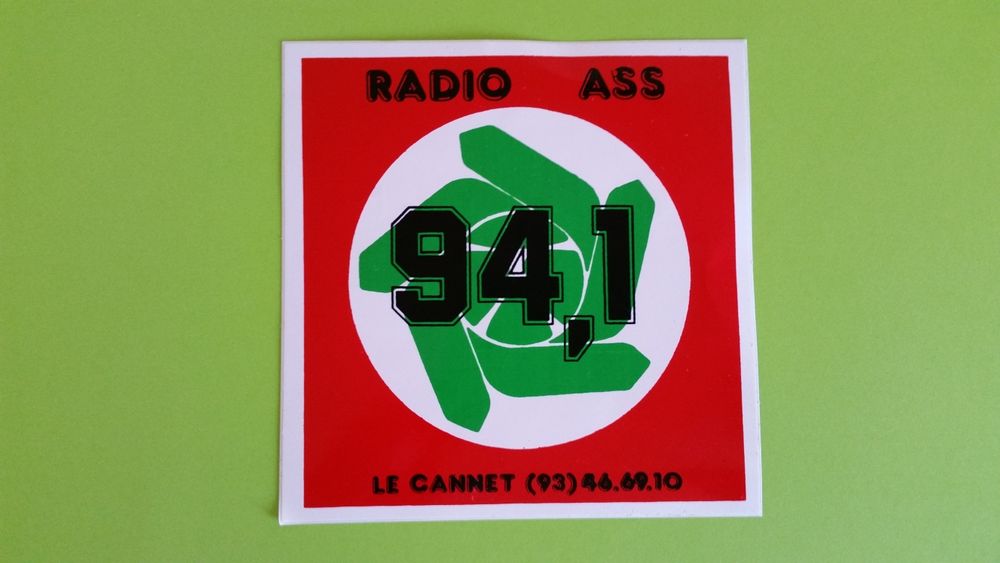 RADIO ASS
94,1
LE CANNET (93) 46.69.10